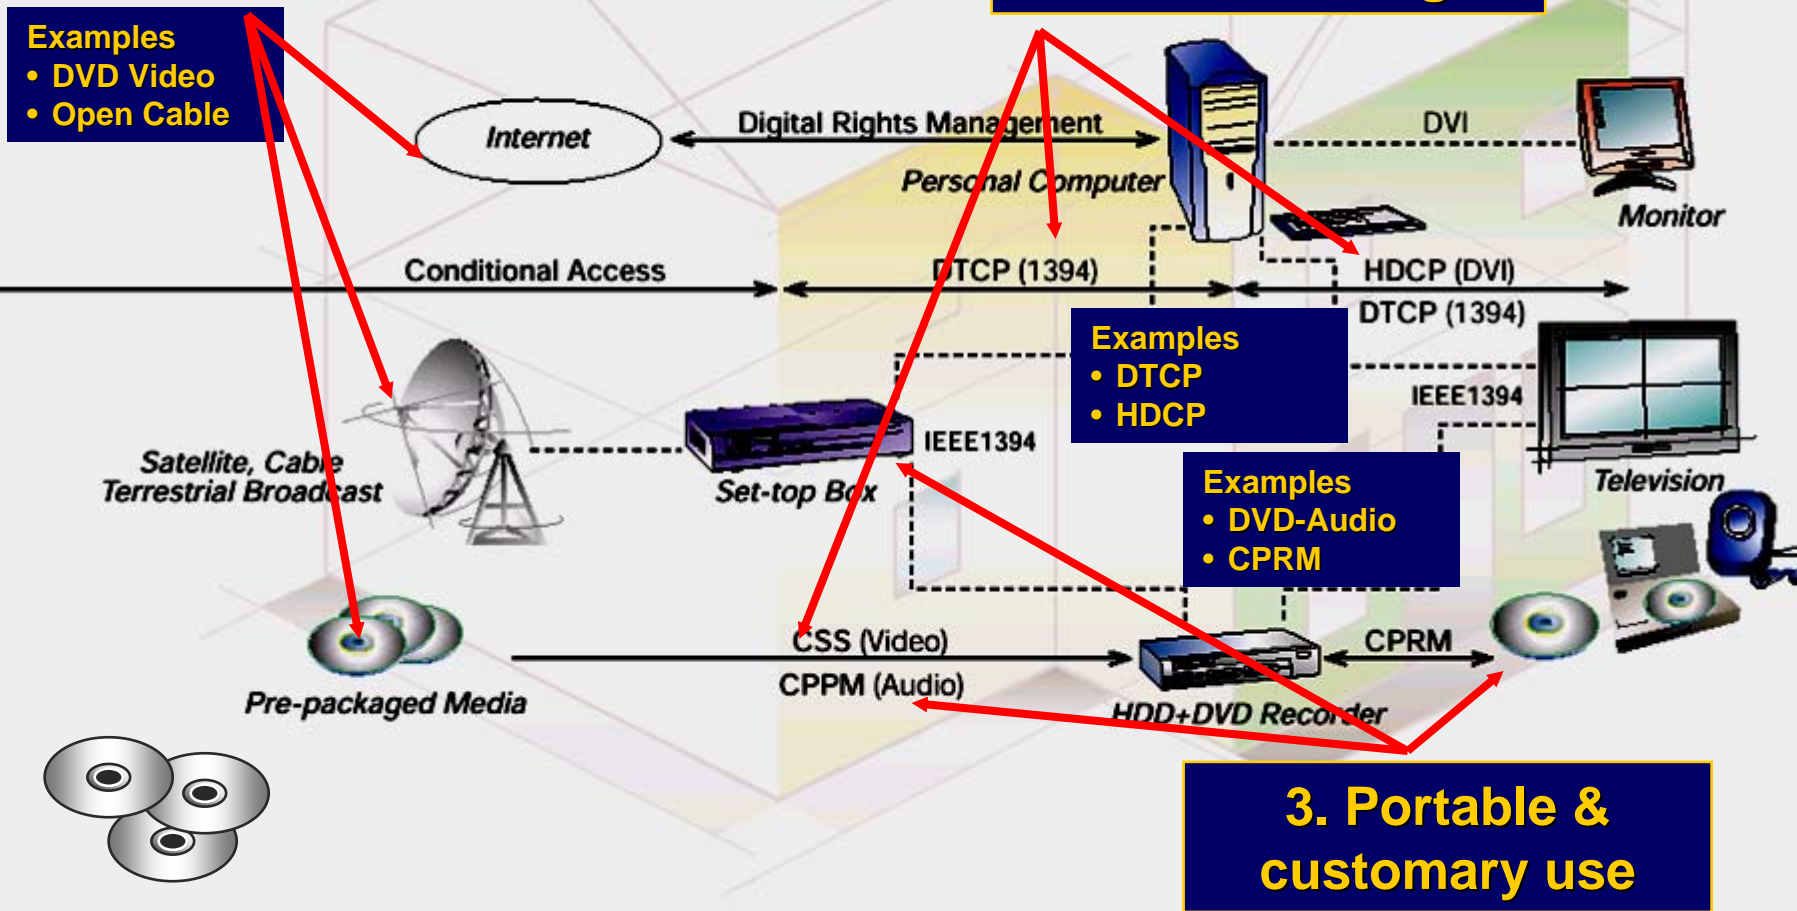 Examples
• DVD Video
• Open Cable
Internet
Digital Rights Management
Personal Computer
DVI
Monitor
Conditional Access
DTCP (1394)
HDCP (DVI)
DTCP (1394)
Examples
• DTCP
• HDCP
IEEE1394
Television
Satellite, Cable
Terrestrial Broadcast
Set-top Box
IEEE1394
Examples
• DVD-Audio
• CPRM
Pre-packaged Media
CSS (Video)
CPPM (Audio)
HDD+DVD Recorder
CPRM
3. Portable &
customary use